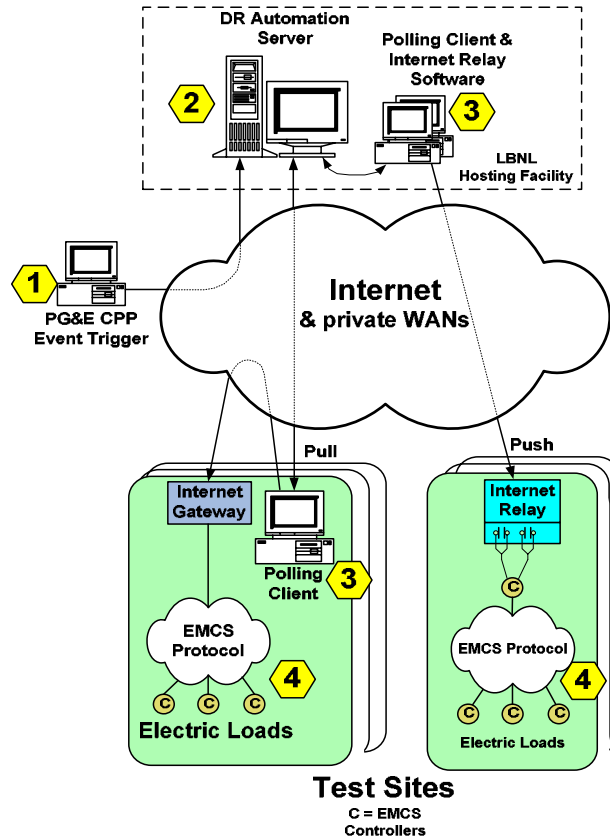 DR Automation
Server
Polling Client &
Internet Relay
Software
2
3
LBNL
Hosting Facility
1
PG&E CPP
Event Trigger
Internet
& private WANs
Pull
Internet
Gateway
Polling
Client
3
EMCS
Protocol
4
C C C
Electric Loads
Push
Internet
Relay
C
EMCS Protocol
4
C C C
Electric Loads
Test Sites
C = EMCS
Controllers